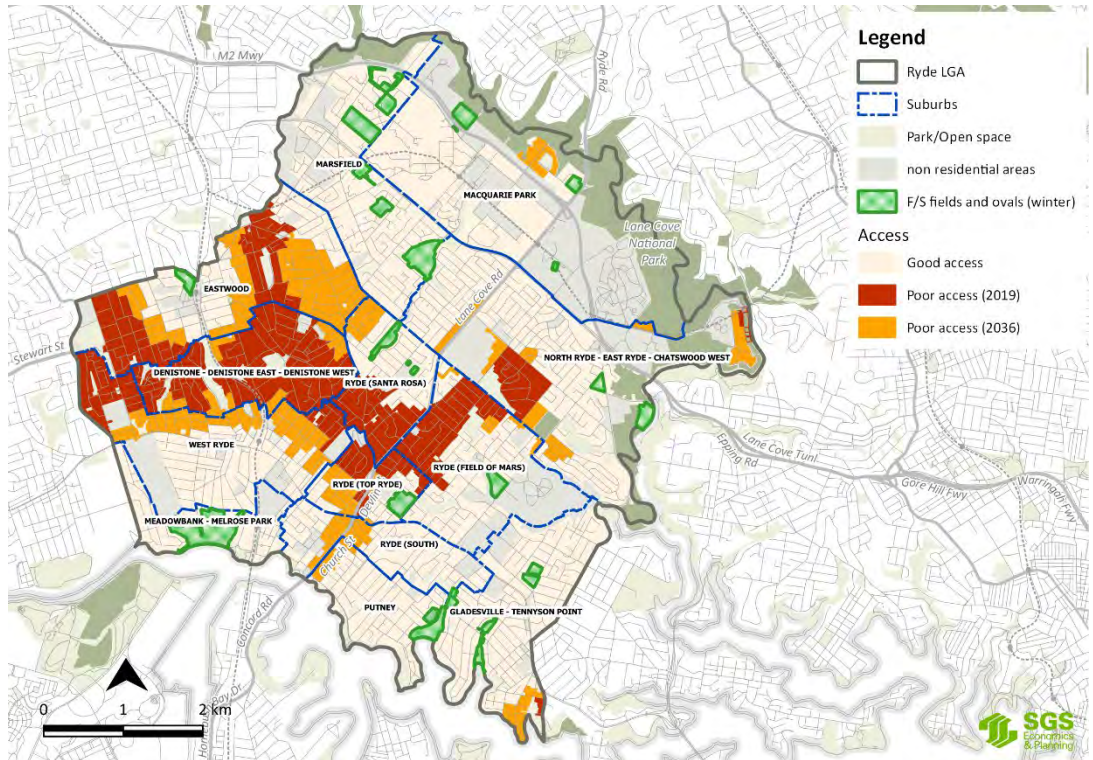 M2 Mwy
Ryde Rd
MARSFIELD
MACQUARIE PARK
Lane Cove
National
Park
EASTWOOD
Lane Cove Rd
Stewart St
NORTH RYDE - EAST RYDE - CHATSWOOD WEST
DENISTONE - DENISTONE EAST - DENISTONE WEST
RYDE (SANTA ROSA)
WEST RYDE
RYDE (FIELD OF MARS)
RYDE (TOP RYDE)
Devlin
Epping Rd
Lane Cove Tunl
Gore Hill Fwy
Warringah Fwy
MEADOWBANK - MELROSE PARK
RYDE (SOUTH)
Church St
PUTNEY
GLADESVILLE - TENNYSON POINT
Concord Rd
Bay Dr
0 1 2 km
Legend
Ryde LGA
Suburbs
Park/Open space
non residential areas
F/S fields and ovals (winter)
Access
Good access
Poor access (2019)
Poor access (2036)
SGS
Economics
& Planning